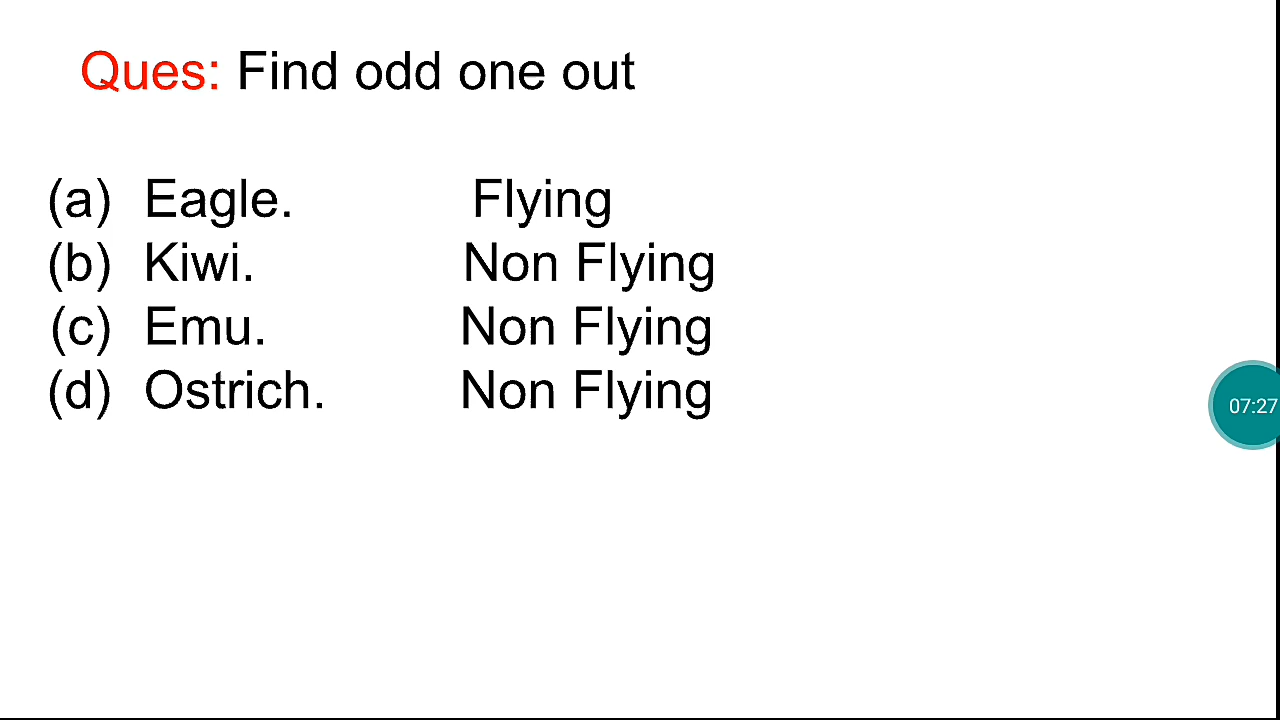 Ques: Find odd one out
(a) Eagle. Flying
(b) Kiwi. Non Flying
(c) Emu. Non Flying
(d) Ostrich. Non Flying
07:27